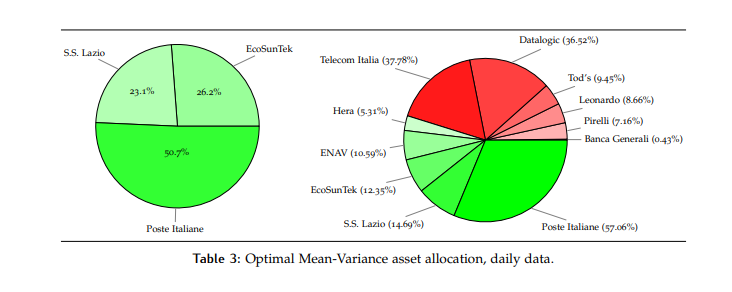 S.S. Lazio
EcoSunTek
23.1%
26.2%
50.7%
Poste Italiane
Datalogic (36.52%)
Telecom Italia (37.78%)
Tod's (9.45%)
Leonardo (8.66%)
Hera (5.31%)
Pirelli (7.16%)
Banca Generali (0.43%)
ENAV (10.59%)
EcoSunTek (12.35%)
S.S. Lazio (14.69%)
Poste Italiane (57.06%)
Table 3: Optimal Mean-Variance asset allocation, daily data.